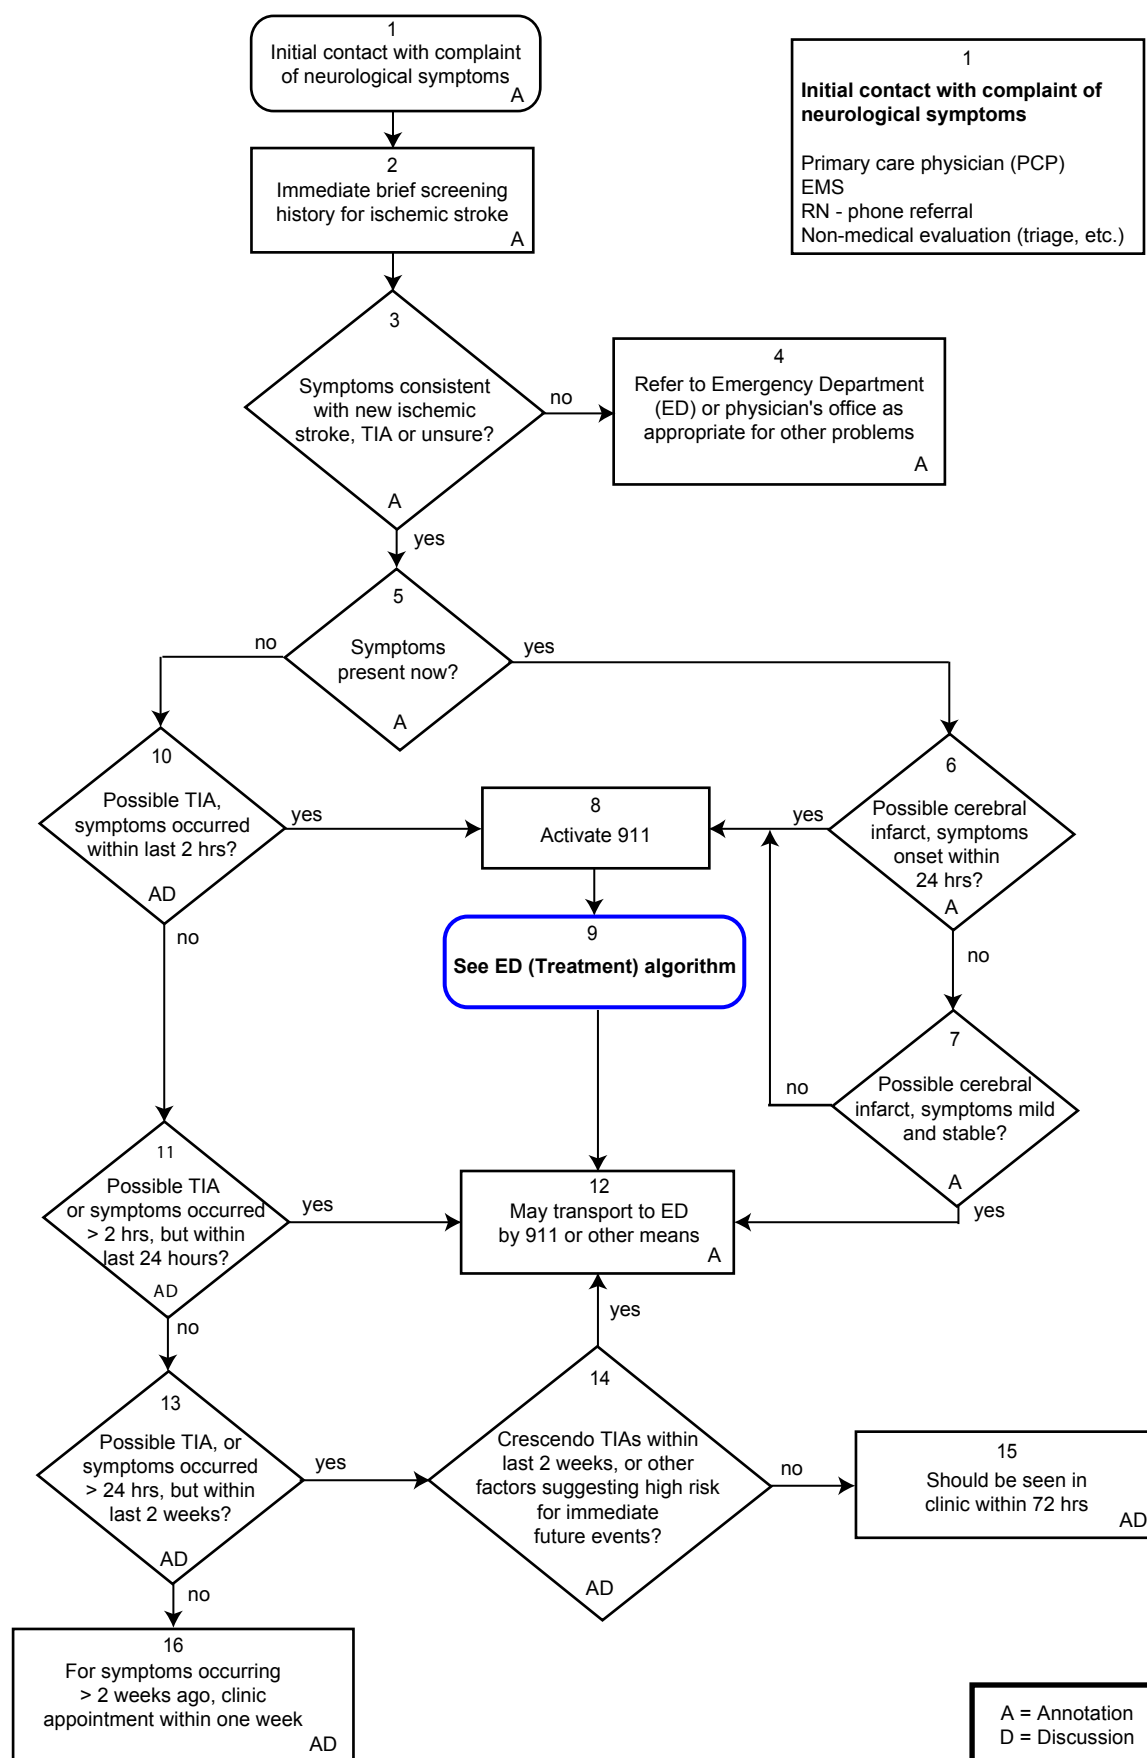 1
Initial contact with complaint
of neurological symptoms
A
1
Initial contact with complaint of
neurological symptoms
Primary care physician (PCP)
EMS
RN - phone referral
Non-medical evaluation (triage, etc.)
2
Immediate brief screening
history for ischemic stroke
A
3
Symptoms consistent
with new ischemic
stroke, TIA or unsure?
A
no
4
Refer to Emergency Department
(ED) or physician's office as
appropriate for other problems
A
yes
5
Symptoms
present now?
A
no
yes
10
Possible TIA,
symptoms occurred
within last 2 hrs?
AD
yes
no
8
Activate 911
yes
6
Possible cerebral
infarct, symptoms
onset within
24 hrs?
A
no
9
See ED (Treatment) algorithm
7
Possible cerebral
infarct, symptoms mild
and stable?
A
no
yes
11
Possible TIA
or symptoms occurred
> 2 hrs, but within
last 24 hours?
AD
yes
no
12
May transport to ED
by 911 or other means
A
yes
13
Possible TIA, or
symptoms occurred
> 24 hrs, but within
last 2 weeks?
AD
yes
no
14
Crescendo TIAs within
last 2 weeks, or other
factors suggesting high risk
for immediate
future events?
AD
no
15
Should be seen in
clinic within 72 hrs
AD
16
For symptoms occurring
> 2 weeks ago, clinic
appointment within one week
AD
A = Annotation
D = Discussion